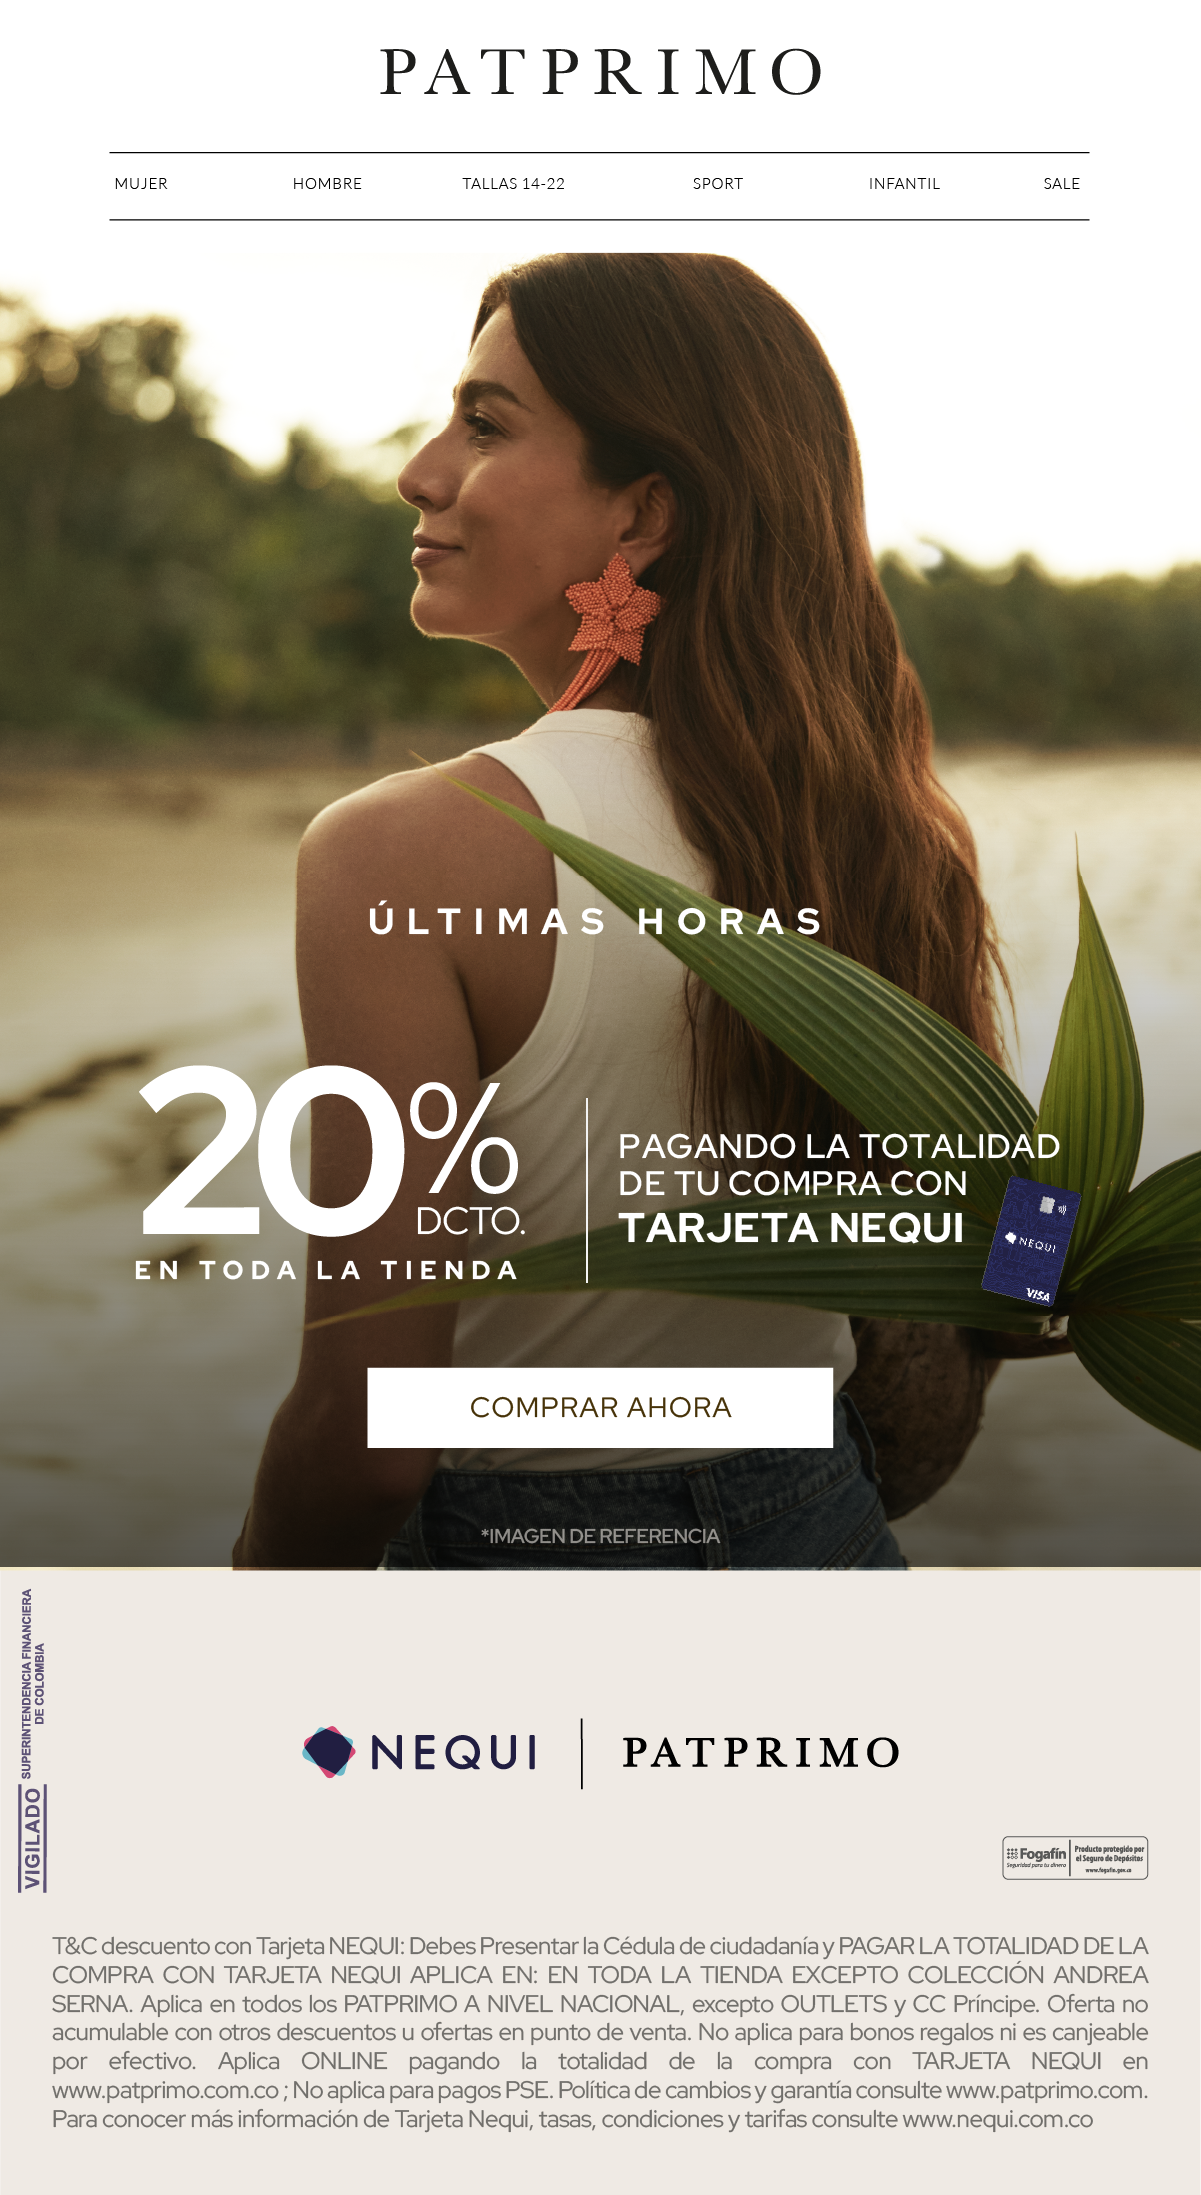 PATPRIMO
MUJER HOMBRE TALLAS 14-22 SPORT INFANTIL SALE
ÚLTIMAS HORAS
20%
DCTO.
EN TODA LA TIENDA
PAGANDO LA TOTALIDAD
DE TU COMPRA CON
TARJETA NEQUI
NEQUI
VISA
COMPRAR AHORA
*IMAGEN DE REFERENCIA
VIGILADO
SUPERINTENDENCIA FINANCIERA
DE COLOMBIA
NEQUI
PATPRIMO
Fogafín
Seguridad para tu dinero
Producto protegido por
el Seguro de Depósitos
www.fogafin.gov.co
T&C descuento con Tarjeta NEQUI: Debes Presentar la Cédula de ciudadanía y PAGAR LA TOTALIDAD DE LA
COMPRA CON TARJETA NEQUI APLICA EN: EN TODA LA TIENDA EXCEPTO COLECCIÓN ANDREA
SERNA. Aplica en todos los PATPRIMO A NIVEL NACIONAL, excepto OUTLETS y CC Príncipe. Oferta no
acumulable con otros descuentos u ofertas en punto de venta. No aplica para bonos regalos ni es canjeable
por efectivo. Aplica ONLINE pagando la totalidad de la compra con TARJETA NEQUI en
www.patprimo.com.co ; No aplica para pagos PSE. Política de cambios y garantía consulte www.patprimo.com.
Para conocer más información de Tarjeta Nequi, tasas, condiciones y tarifas consulte www.nequi.com.co